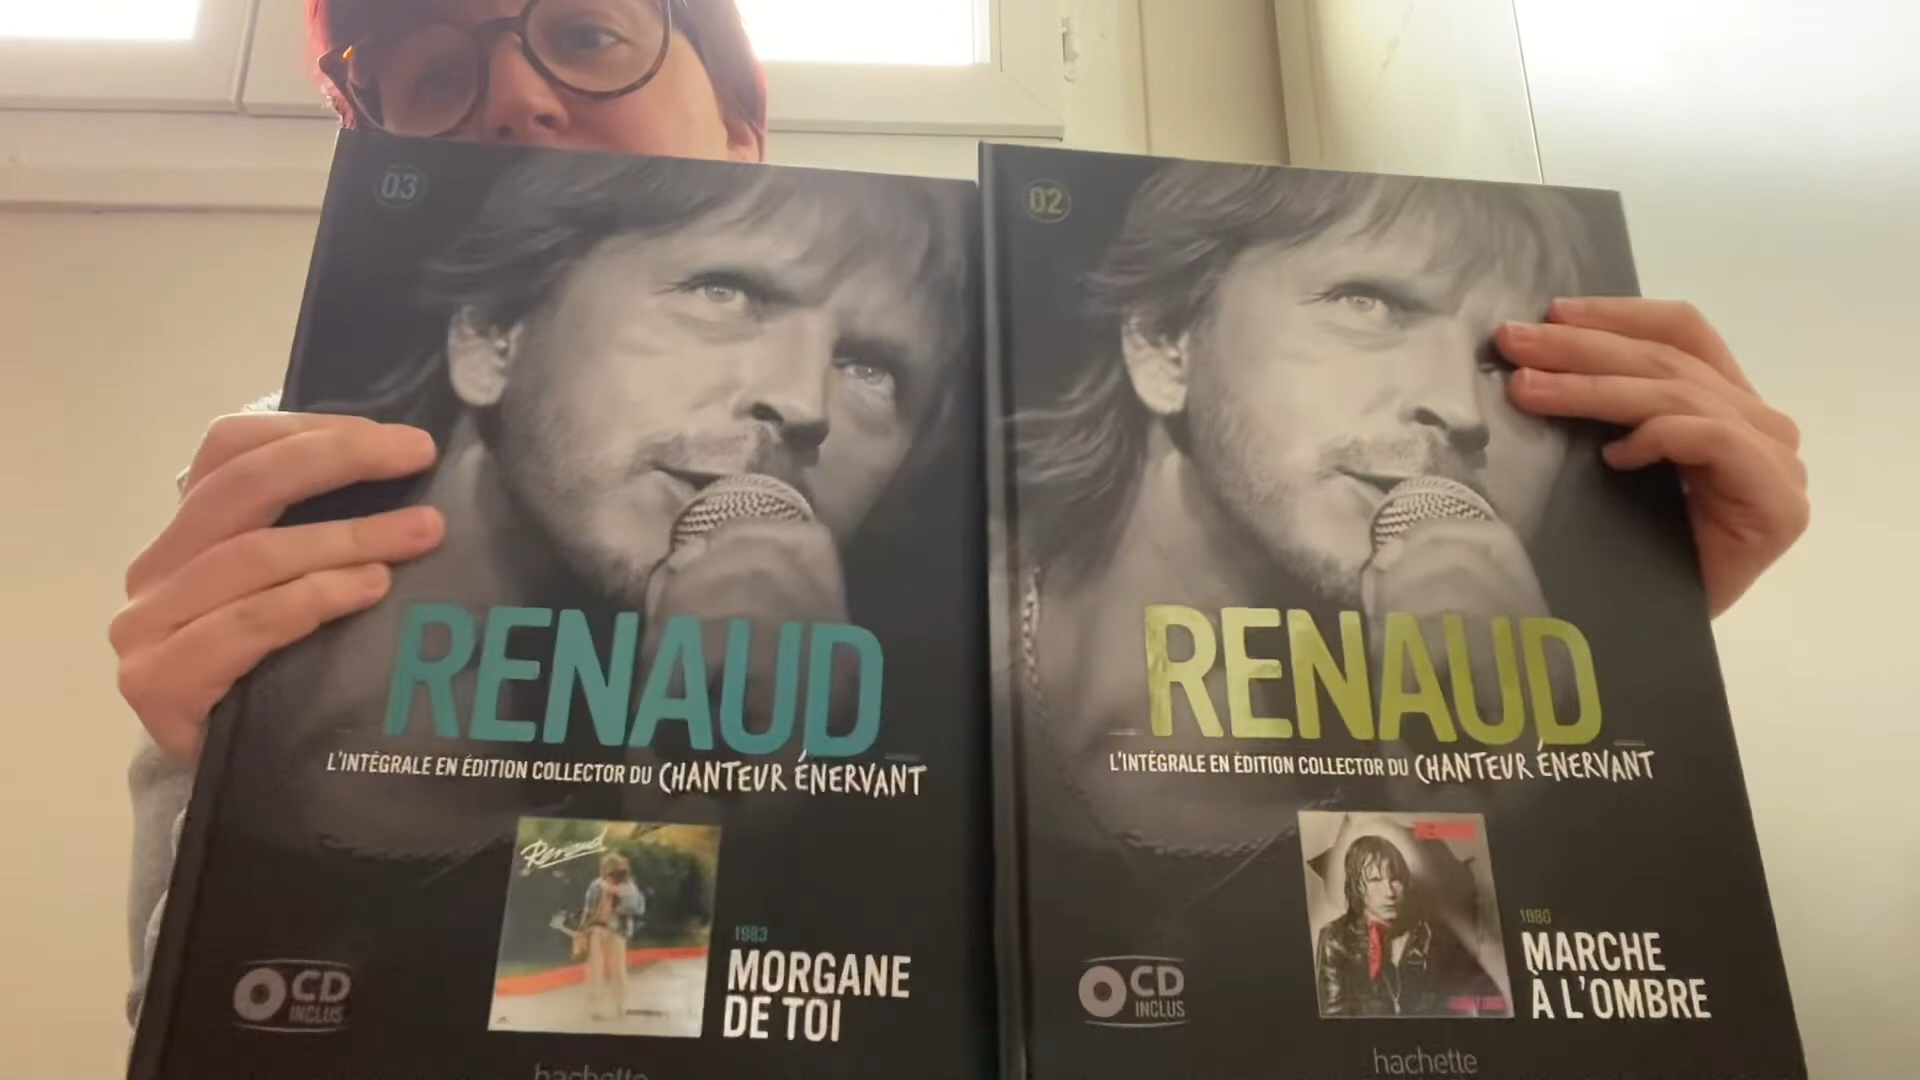 03
RENAUD
L'INTÉGRALE EN ÉDITION COLLECTOR DU CHANTEUR ÉNERVANT
Renaud
1983
MORGANE
DE TOI
CD
INCLUS
hachette
02
RENAUD
L'INTÉGRALE EN ÉDITION COLLECTOR DU CHANTEUR ÉNERVANT
1980
MARCHE
À L'OMBRE
CD
INCLUS
hachette